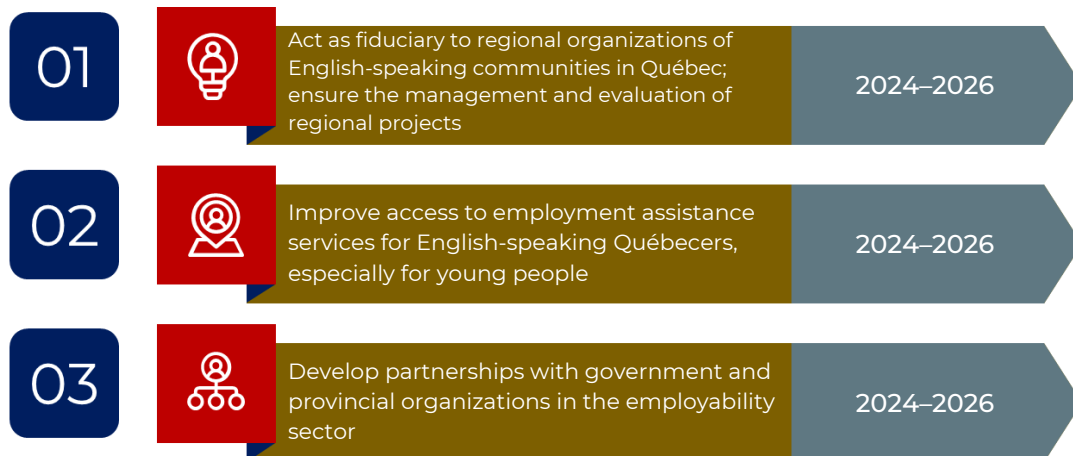 01
Act as fiduciary to regional organizations of
English-speaking communities in Québec;
ensure the management and evaluation of
regional projects
2024–2026
02
Improve access to employment assistance
services for English-speaking Québecers,
especially for young people
2024–2026
03
Develop partnerships with government and
provincial organizations in the employability
sector
2024–2026